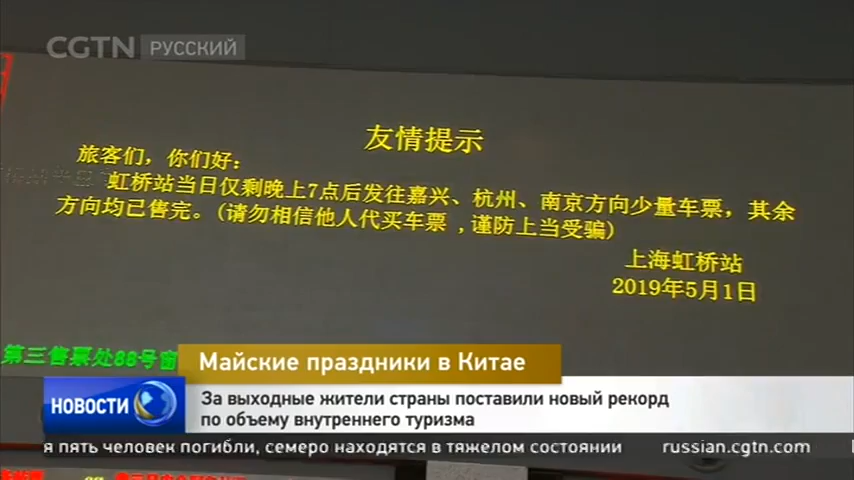 CGTN РУССКИЙ
友情提示
旅客们，你们好：
虹桥站当日仅剩晚上7点后发往嘉兴、杭州、南京方向少量车票，其余
方向均已售完。(请勿相信他人代买车票 ,谨防上当受骗)
上海虹桥站
2019年5月1日
第三售票处88号窗
Майские праздники в Китае
НОВОСТИ
За выходные жители страны поставили новый рекорд
по объему внутреннего туризма
я пять человек погибли, семеро находятся в тяжелом состоянии russian.cgtn.com